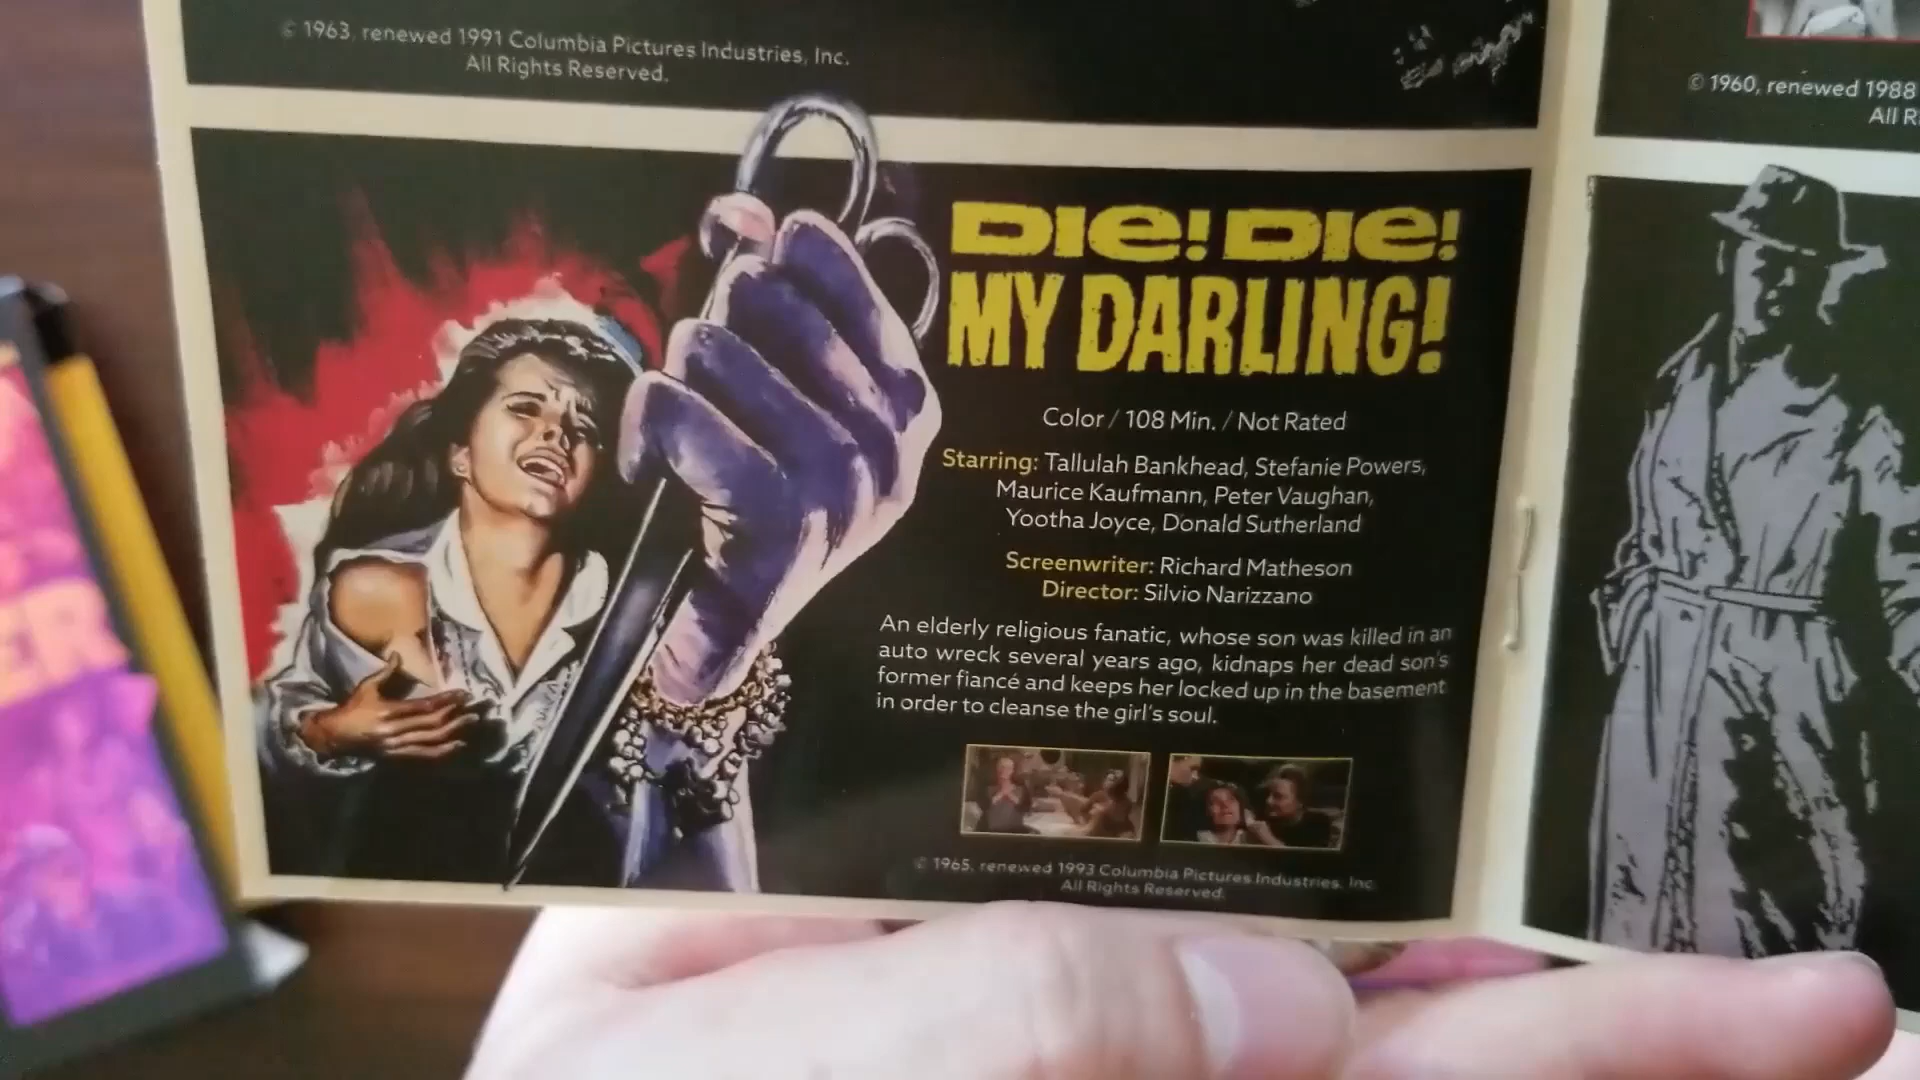 © 1963, renewed 1991 Columbia Pictures Industries, Inc.
All Rights Reserved.
DIE! DIE!
MY DARLING!
Color / 108 Min. / Not Rated
Starring: Tallulah Bankhead, Stefanie Powers,
Maurice Kaufmann, Peter Vaughan,
Yootha Joyce, Donald Sutherland
Screenwriter: Richard Matheson
Director: Silvio Narizzano
An elderly religious fanatic, whose son was killed in an
auto wreck several years ago, kidnaps her dead son's
former fiancé and keeps her locked up in the basement
in order to cleanse the girl's soul.
© 1965, renewed 1993 Columbia Pictures Industries, Inc.
All Rights Reserved.
© 1960, renewed 1988
All R
ER